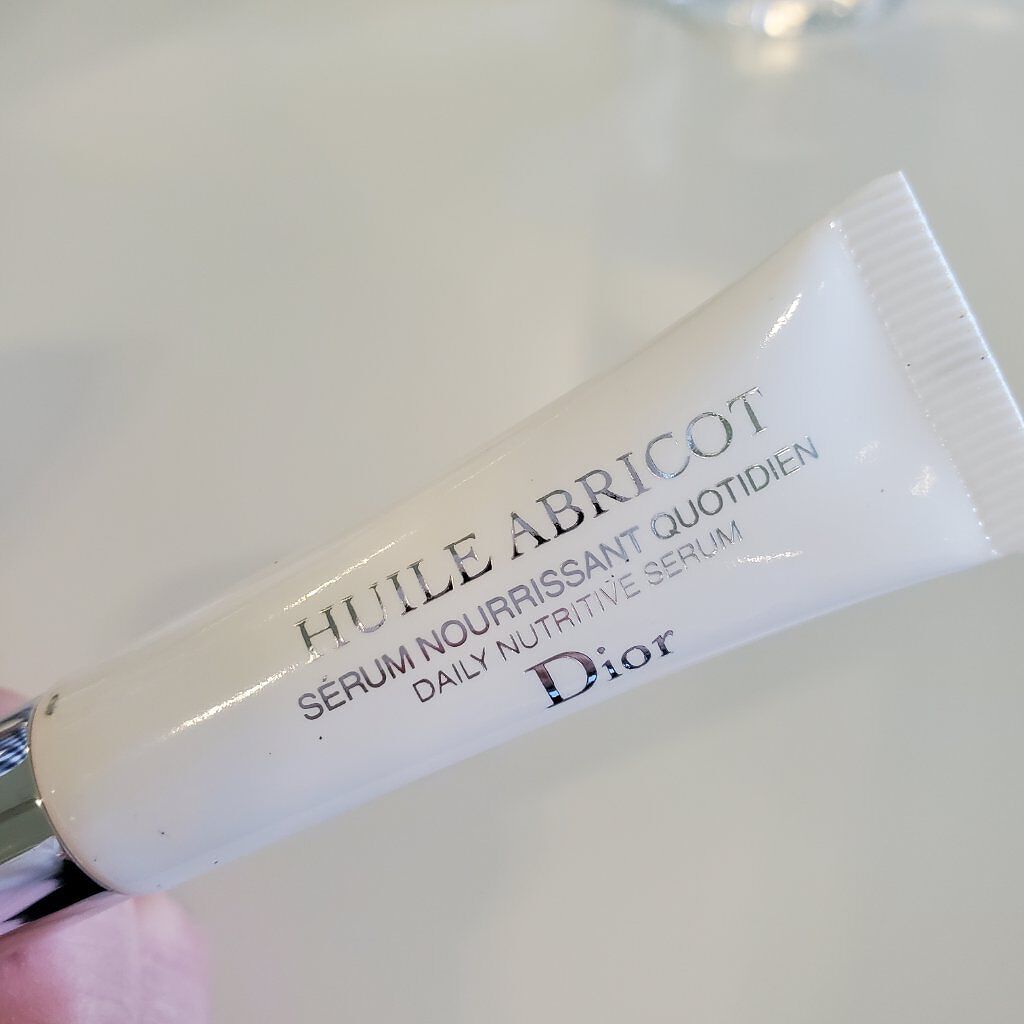 HUILE ABRICOT
SÉRUM NOURRISSANT QUOTIDIEN
DAILY NUTRITIVE SERUM
Dior